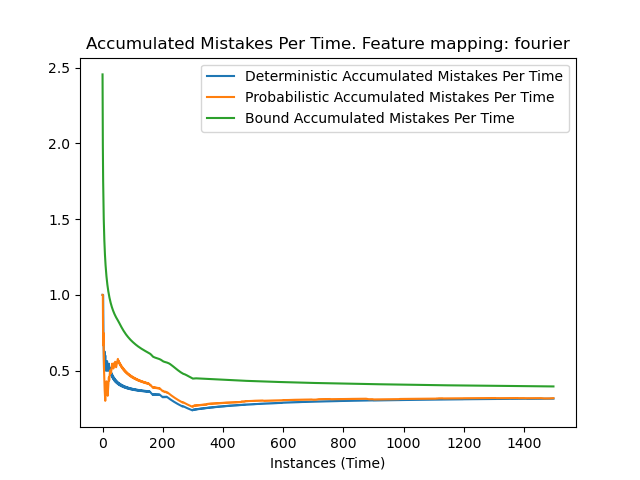 Accumulated Mistakes Per Time. Feature mapping: fourier
Deterministic Accumulated Mistakes Per Time
Probabilistic Accumulated Mistakes Per Time
Bound Accumulated Mistakes Per Time
2.5
2.0
1.5
1.0
0.5
0 200 400 600 800 1000 1200 1400
Instances (Time)